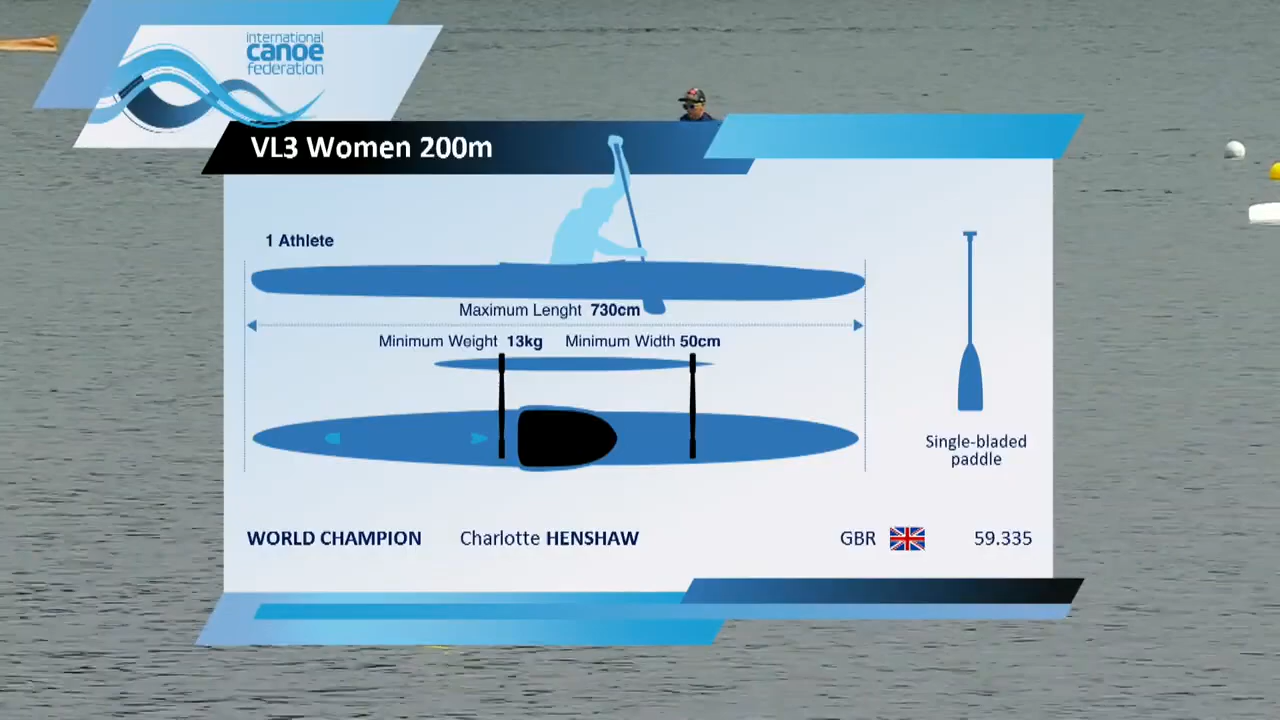 international
canoe
federation
VL3 Women 200m
1 Athlete
Maximum Lenght 730cm
Minimum Weight 13kg Minimum Width 50cm
Single-bladed
paddle
WORLD CHAMPION Charlotte HENSHAW GBR 59.335